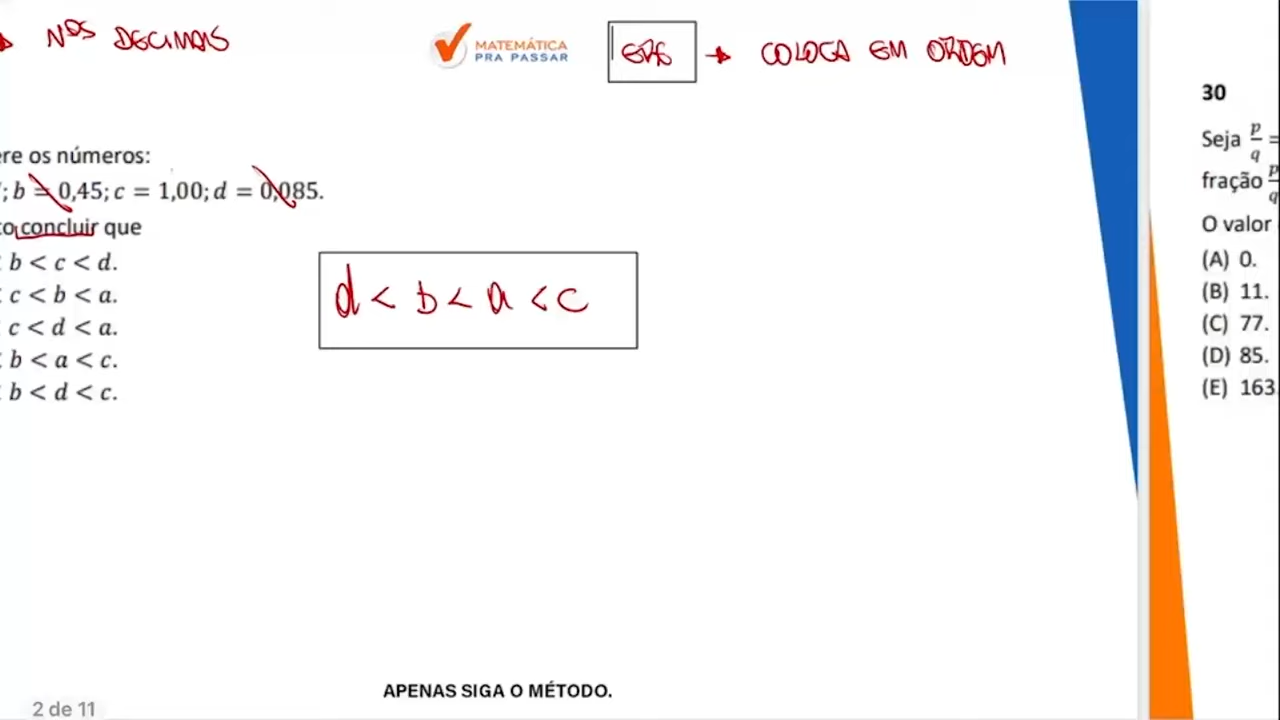 Nos DECIMAIS
MATEMÁTICA
PRA PASSAR
COLOCA EM ORDEM
ere os números:
; b = 0,45; c = 1,00; d = 0,085.
to concluir que
b < c < d.
c < b < a.
c < d < a.
b < a < c.
b < d < c.
d < b < a < c
APENAS SIGA O MÉTODO.
2 de 11
30
Seja p/q =
fração p/q
O valor
(A) 0.
(B) 11.
(C) 77.
(D) 85.
(E) 163